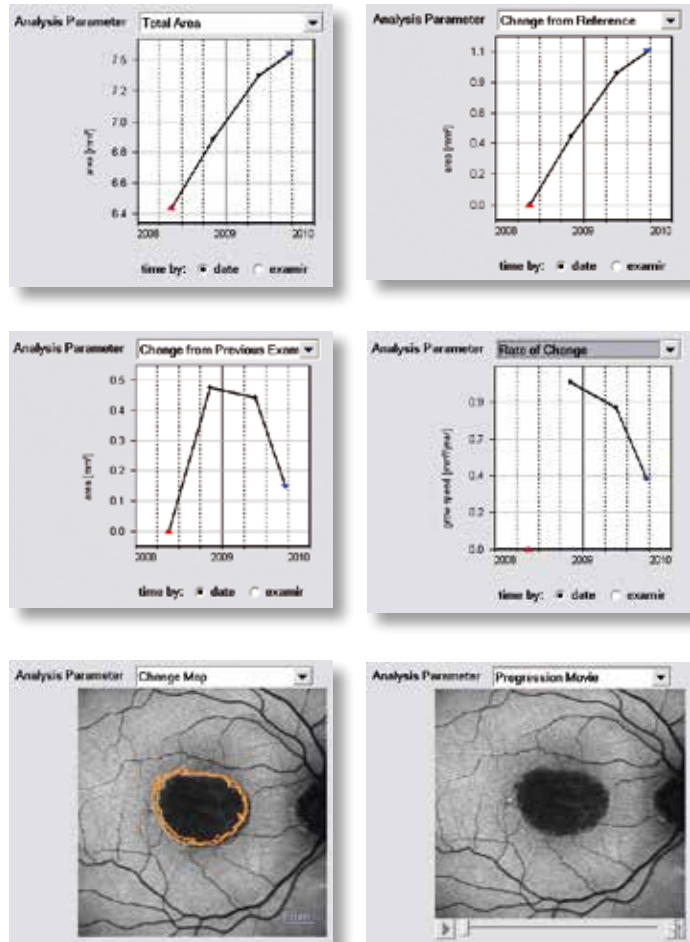 Analysis Parameter Total Area
7.5
7.2
7.0
6.8
6.6
6.4
area [mm²]
2008 2009 2010
time by: date examir
Analysis Parameter Change from Reference
1.1
0.9
0.6
0.4
0.2
0.0
area [mm²]
2008 2009 2010
time by: date examir
Analysis Parameter Change from Previous Exam
0.5
0.4
0.3
0.2
0.1
0.0
area [mm²]
2008 2009 2010
time by: date examir
Analysis Parameter Rate of Change
0.9
0.7
0.4
0.2
0.0
grow speed [mm²/year]
2008 2009 2010
time by: date examir
Analysis Parameter Change Map
Analysis Parameter Progression Movie